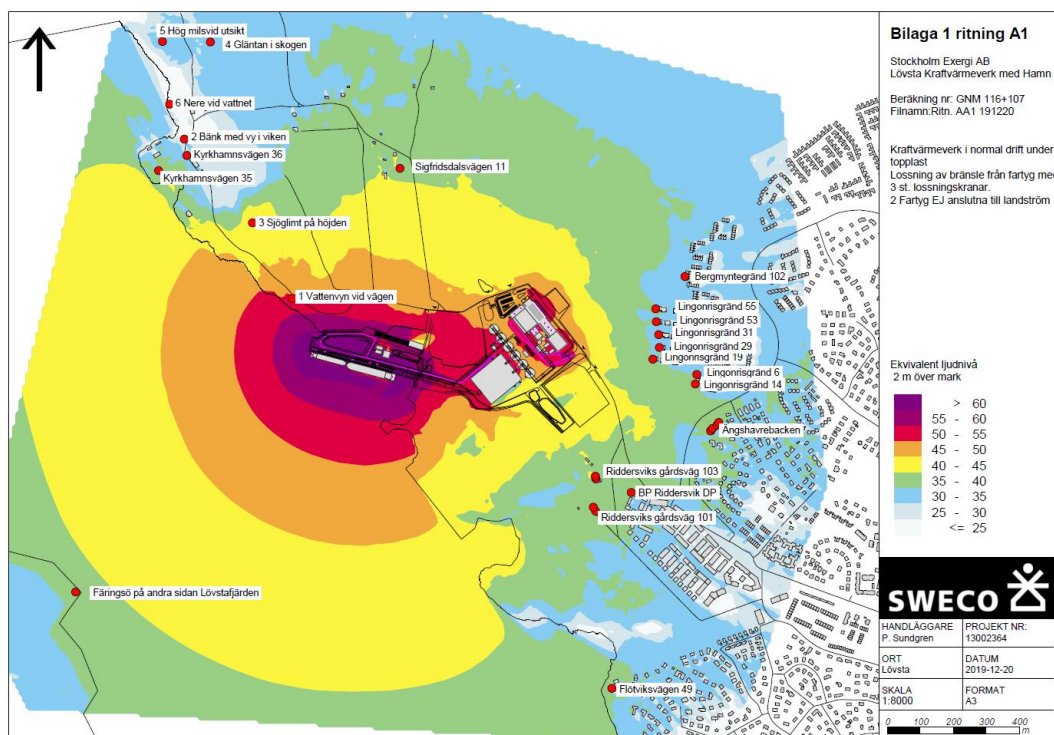 5 Hög milsvid utsikt
4 Gläntan i skogen
6 Nere vid vattnet
2 Bänk med vy i viken
Kyrkhamnsvägen 36
Kyrkhamnsvägen 35
Sigfridsdalsvägen 11
3 Sjöglimt på höjden
1 Vattenvyn vid vägen
Bergmyntegränd 102
Lingonrisgränd 55
Lingonrisgränd 53
Lingonrisgränd 31
Lingonrisgränd 29
Lingonrisgränd 19
Lingonrisgränd 6
Lingonrisgränd 14
Ängshavrebacken
Riddersviks gårdsväg 103
BP Riddersvik DP
Riddersviks gårdsväg 101
Färingsö på andra sidan Lövstafjärden
Flötviksvägen 49
Bilaga 1 ritning A1
Stockholm Exergi AB
Lövsta Kraftvärmeverk med Hamn
Beräkning nr: GNM 116+107
Filnamn:Ritn. AA1 191220
Kraftvärmeverk i normal drift under
topplast
Lossning av bränsle från fartyg med
3 st. lossningskranar.
2 Fartyg EJ anslutna till landström
Ekvivalent ljudnivå
2 m över mark
> 60
55 - 60
50 - 55
45 - 50
40 - 45
35 - 40
30 - 35
25 - 30
<= 25
SWECO
HANDLÄGGARE
P. Sundgren
PROJEKT NR:
13002364
ORT
Lövsta
DATUM
2019-12-20
SKALA
1:8000
FORMAT
A3
0 100 200 300 400
m